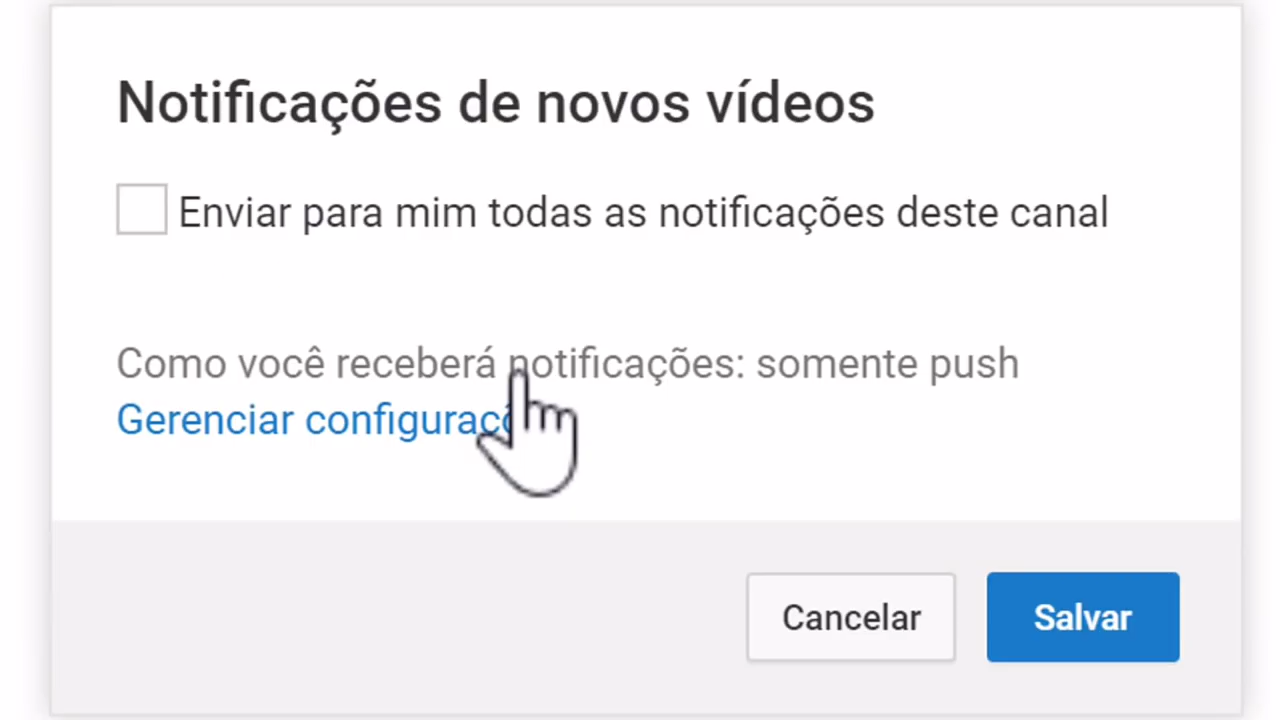 Notificações de novos vídeos
Enviar para mim todas as notificações deste canal
Como você receberá notificações: somente push
Gerenciar
Cancelar
Salvar